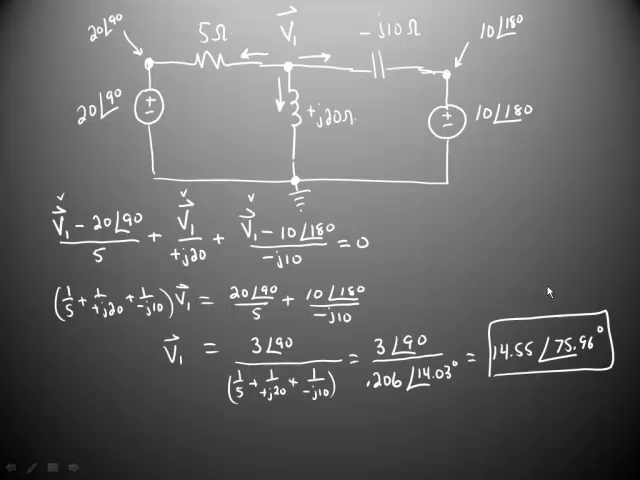 20∠90
5Ω
V⃗₁
-j10Ω
10∠180
20∠90
+
-
+j20Ω
+
-
10∠180
(V⃗₁ - 20∠90)/5 + V⃗₁/(+j20) + (V⃗₁ - 10∠180)/(-j10) = 0
(1/5 + 1/(+j20) + 1/(-j10)) V⃗₁ = 20∠90/5 + 10∠180/(-j10)
V⃗₁ = 3∠90/(1/5 + 1/(+j20) + 1/(-j10)) = 3∠90/(.206∠14.03°) = 14.55∠75.96°